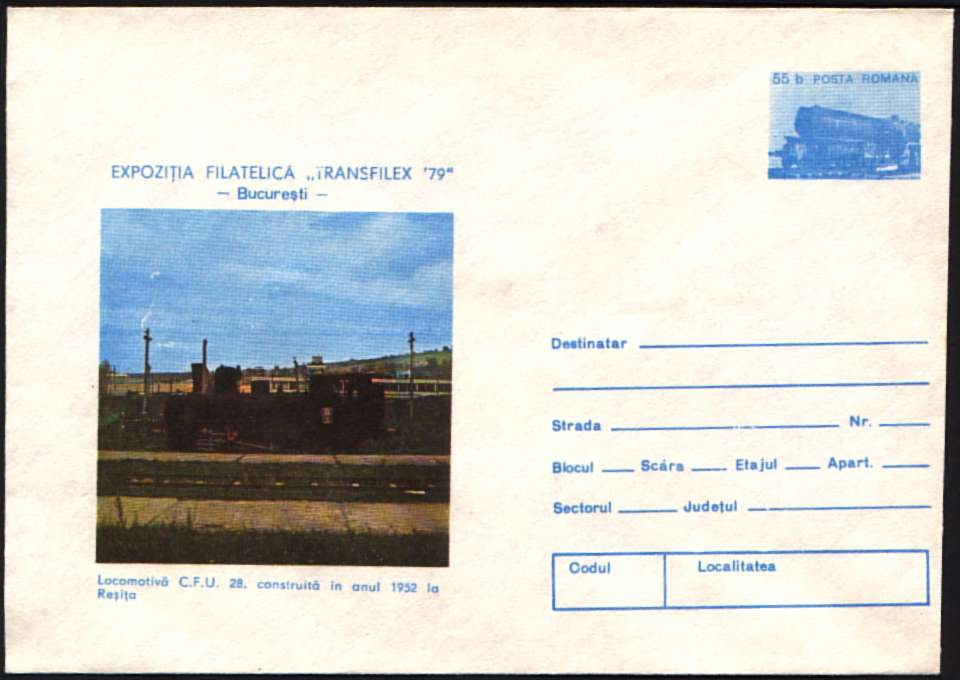 55 b POSTA ROMANA
EXPOZIȚIA FILATELICĂ „TRANSFILEX '79"
— București —
Destinatar
Strada Nr.
Blocul Scára Etajul Apart.
Sectorul Județul
Codul Localitatea
Locomotivă C.F.U. 28, construită în anul 1952 la
Reșița